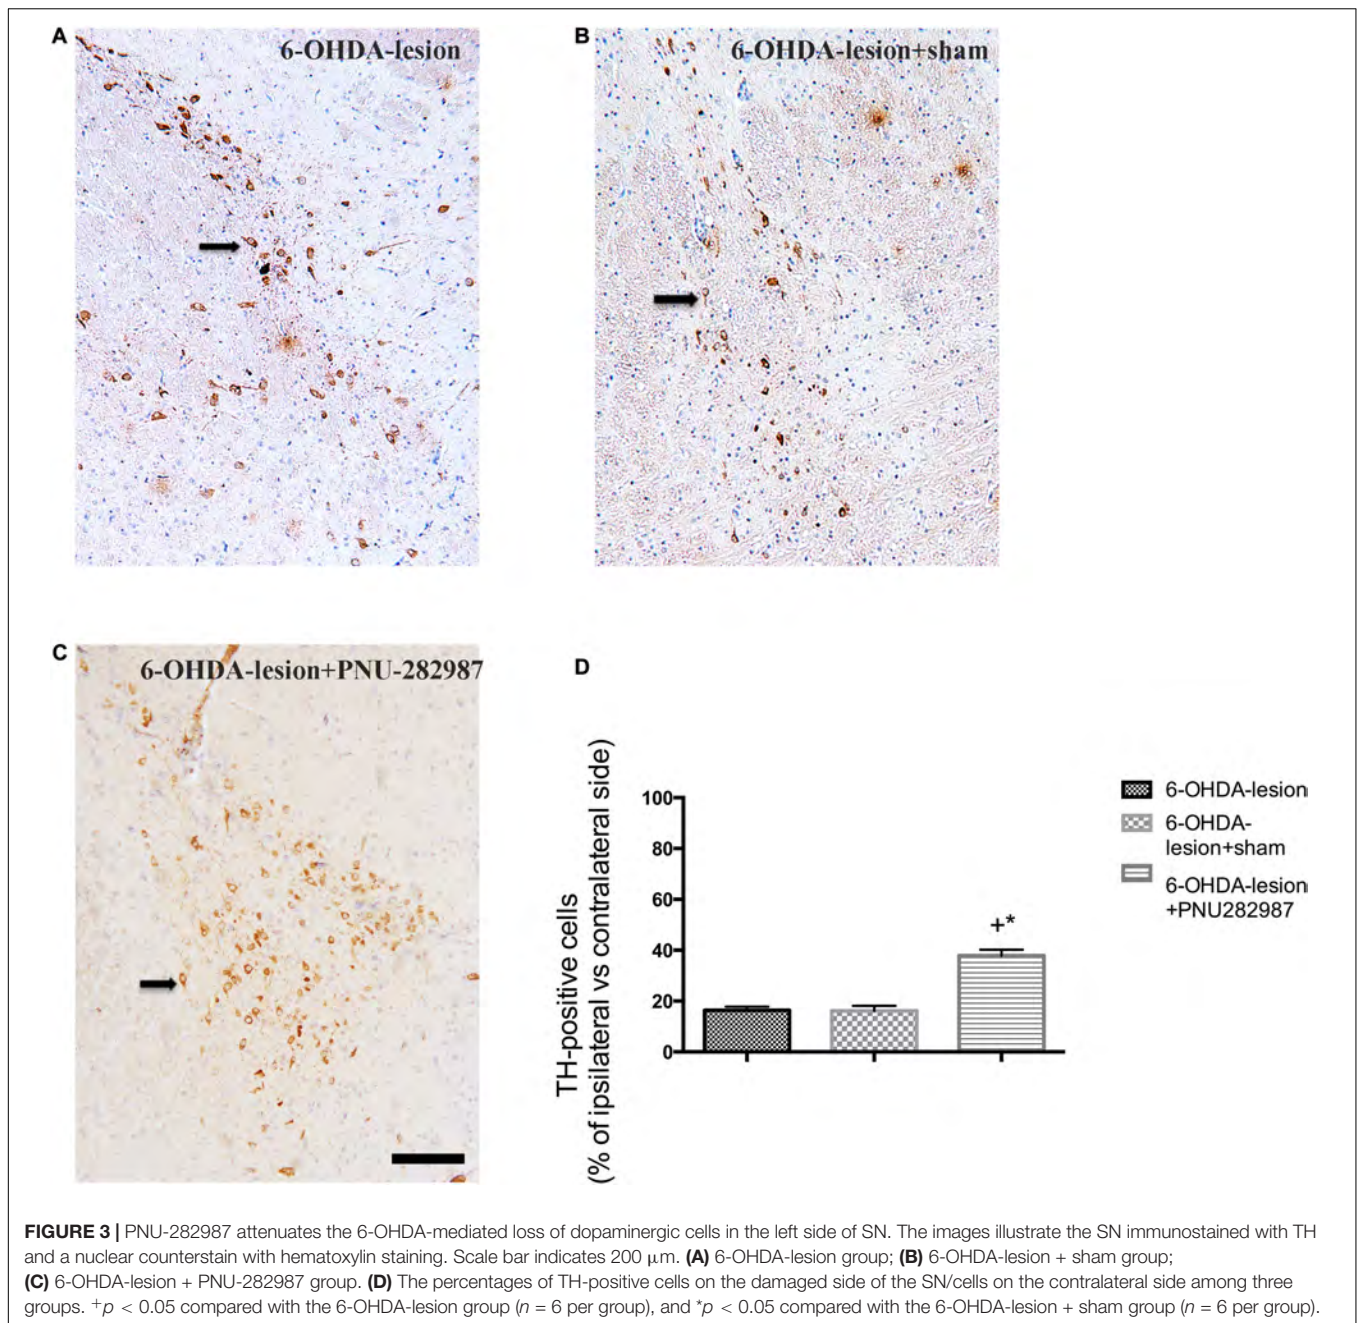 A
6-OHDA-lesion
B
6-OHDA-lesion+sham
C
6-OHDA-lesion+PNU-282987
D
TH-positive cells
(% of ipsilateral vs contralateral side)
100
80
60
40
20
0
+*
6-OHDA-lesion
6-OHDA-
lesion+sham
6-OHDA-lesion
+PNU282987
FIGURE 3 | PNU-282987 attenuates the 6-OHDA-mediated loss of dopaminergic cells in the left side of SN. The images illustrate the SN immunostained with TH
and a nuclear counterstain with hematoxylin staining. Scale bar indicates 200 μm. (A) 6-OHDA-lesion group; (B) 6-OHDA-lesion + sham group;
(C) 6-OHDA-lesion + PNU-282987 group. (D) The percentages of TH-positive cells on the damaged side of the SN/cells on the contralateral side among three
groups. +p < 0.05 compared with the 6-OHDA-lesion group (n = 6 per group), and *p < 0.05 compared with the 6-OHDA-lesion + sham group (n = 6 per group).